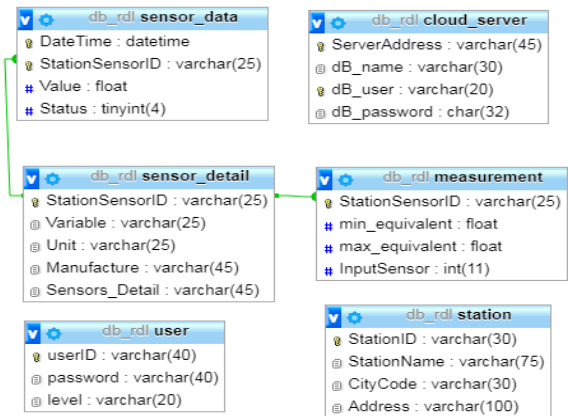 db_rdl sensor_data
DateTime : datetime
StationSensorID : varchar(25)
# Value : float
# Status : tinyint(4)
db_rdl cloud_server
ServerAddress : varchar(45)
dB_name : varchar(30)
dB_user : varchar(20)
dB_password : char(32)
db_rdl sensor_detail
StationSensorID : varchar(25)
Variable : varchar(25)
Unit : varchar(25)
Manufacture : varchar(45)
Sensors_Detail : varchar(45)
db_rdl measurement
StationSensorID : varchar(25)
# min_equivalent : float
# max_equivalent : float
# InputSensor : int(11)
db_rdl user
userID : varchar(40)
password : varchar(40)
level : varchar(20)
db_rdl station
StationID : varchar(30)
StationName : varchar(75)
CityCode : varchar(30)
Address : varchar(100)